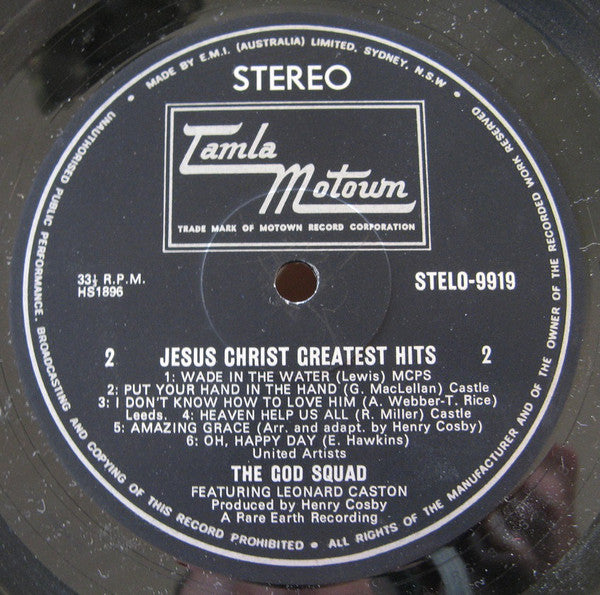 MADE BY E.M.I. (AUSTRALIA) LIMITED, SYDNEY, N.S.W.
STEREO
Tamla
Motown
TRADE MARK OF MOTOWN RECORD CORPORATION
33⅓ R.P.M.
HS1896
STELO-9919
2 JESUS CHRIST GREATEST HITS 2
1: WADE IN THE WATER (Lewis) MCPS
2: PUT YOUR HAND IN THE HAND (G. MacLellan) Castle
3: I DON'T KNOW HOW TO LOVE HIM (A. Webber-T. Rice)
Leeds. 4: HEAVEN HELP US ALL (R. Miller) Castle
5: AMAZING GRACE (Arr. and adapt. by Henry Cosby)
6: OH, HAPPY DAY (E. Hawkins)
United Artists
THE GOD SQUAD
FEATURING LEONARD CASTON
Produced by Henry Cosby
A Rare Earth Recording
UNAUTHORISED PUBLIC PERFORMANCE, BROADCASTING AND COPYING OF THIS RECORD PROHIBITED • ALL RIGHTS OF THE MANUFACTURER AND OF THE OWNER OF THE RECORDED WORK RESERVED